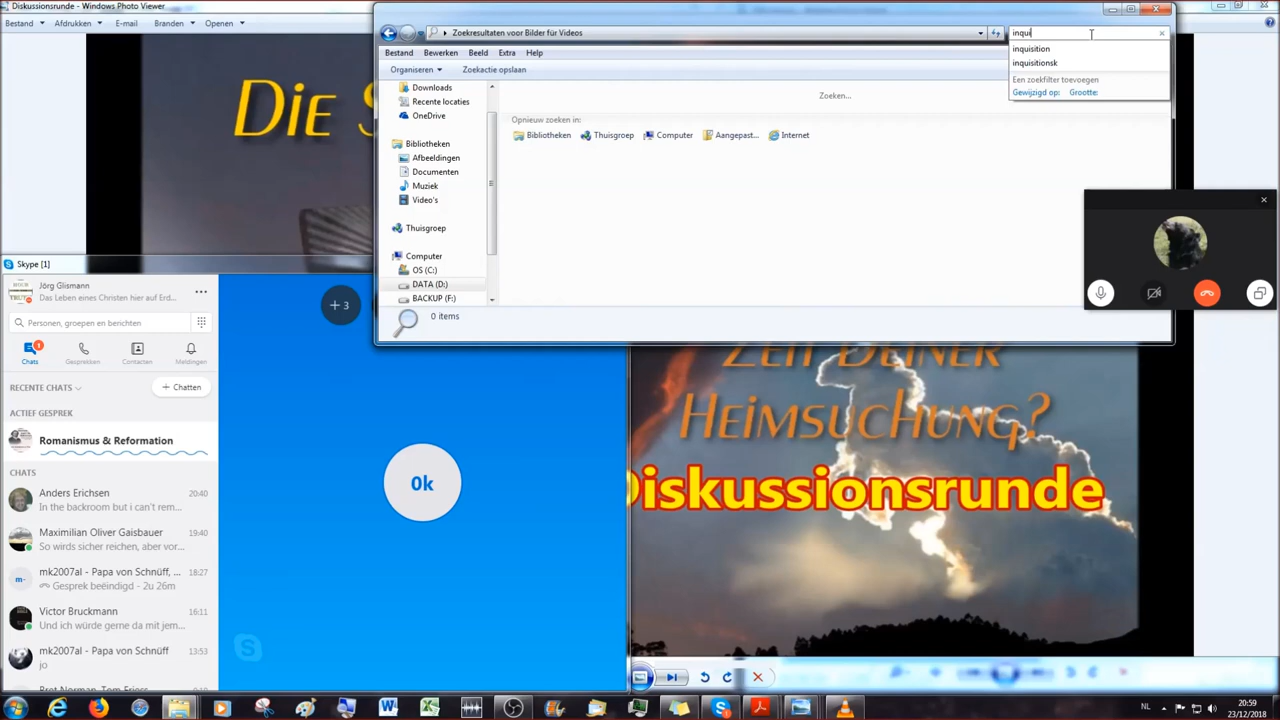 Diskussionsrunde - Windows Photo Viewer
Bestand
Afdrukken
E-mail
Branden
Openen
Die S
Zoekresultaten voor Bilder für Videos
inqui
inquisition
inquisitionsk
Een zoekfilter toevoegen
Gewijzigd op:
Grootte:
Bestand
Bewerken
Beeld
Extra
Help
Organiseren
Zoekactie opslaan
Zoeken...
Opnieuw zoeken in:
Bibliotheken
Thuisgroep
Computer
Aangepast...
Internet
Downloads
Recente locaties
OneDrive
Bibliotheken
Afbeeldingen
Documenten
Muziek
Video's
Thuisgroep
Computer
OS (C:)
DATA (D:)
BACKUP (F:)
0 items
Skype [1]
Jörg Glismann
Das Leben eines Christen hier auf Erd...
Personen, groepen en berichten
Chats
1
Gesprekken
Contacten
Meldingen
RECENTE CHATS
+ Chatten
ACTIEF GESPREK
Romanismus & Reformation
CHATS
Anders Erichsen
20:40
In the backroom but i can't rem...
Maximilian Oliver Gaisbauer
19:40
So wirds sicher reichen, aber vor...
m-
mk2007al - Papa von Schnüff, ...
18:27
Gesprek beëindigd - 2u 26m
Victor Bruckmann
16:11
Und ich würde gerne da mit jem...
mk2007al - Papa von Schnüff
13:53
jo
Bret Norman, Tom Friess
+ 3
0k
Zeit Deiner
Heimsuchung?
Diskussionsrunde
NL
20:59
23/12/2018